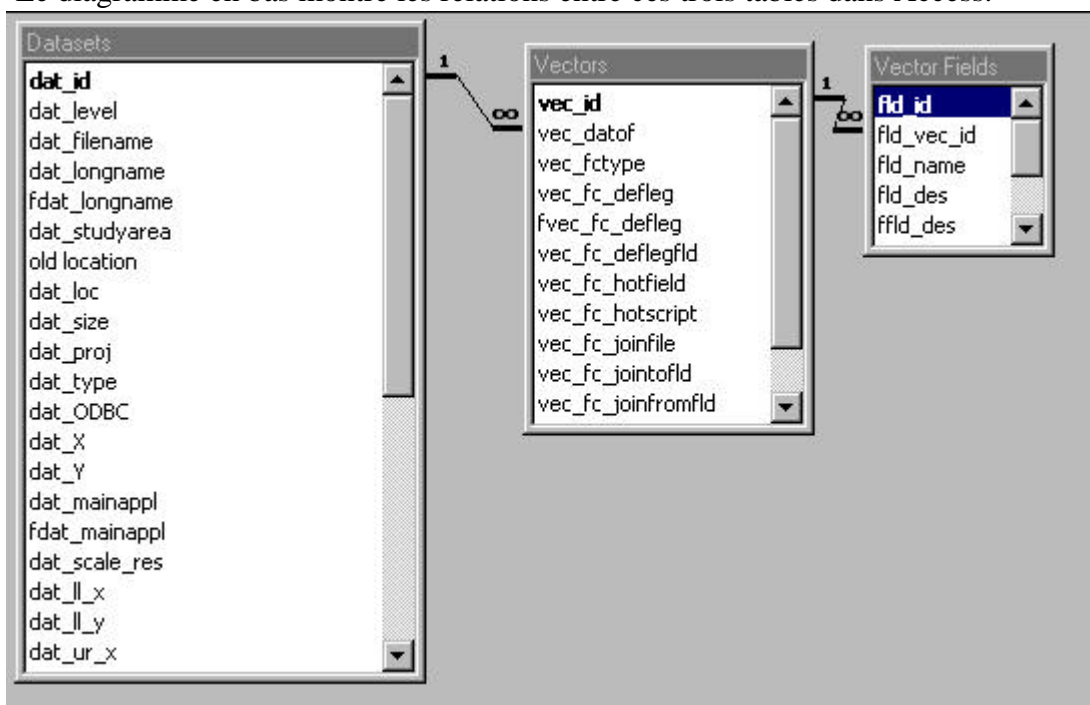 Le diagramme en bas montre les relations entre ces trois tables dans Access.
Datasets
dat_id
dat_level
dat_filename
dat_longname
fdat_longname
dat_studyarea
old location
dat_loc
dat_size
dat_proj
dat_type
dat_ODBC
dat_X
dat_Y
dat_mainappl
fdat_mainappl
dat_scale_res
dat_ll_x
dat_ll_y
dat_ur_x
1
∞
Vectors
vec_id
vec_datof
vec_fctype
vec_fc_defleg
fvec_fc_defleg
vec_fc_deflegfld
vec_fc_hotfield
vec_fc_hotscript
vec_fc_joinfile
vec_fc_jointofld
vec_fc_joinfromfld
1
∞
Vector Fields
fld_id
fld_vec_id
fld_name
fld_des
ffld_des